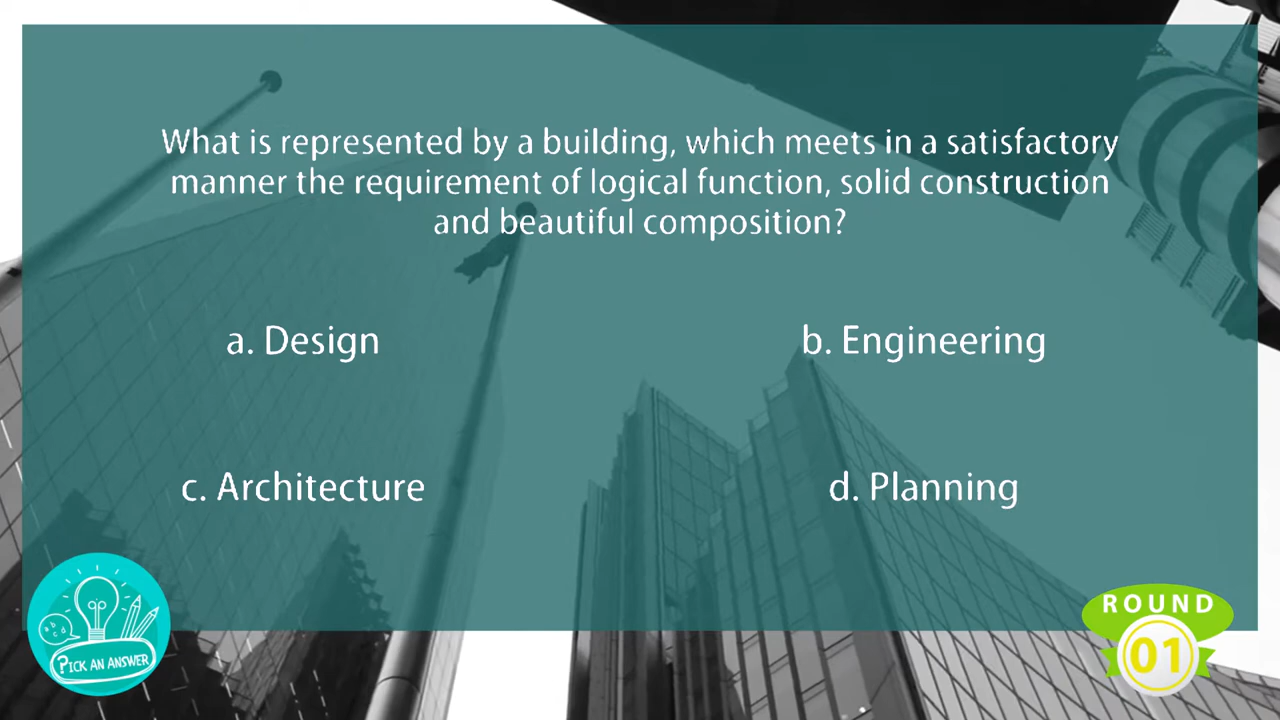 What is represented by a building, which meets in a satisfactory
manner the requirement of logical function, solid construction
and beautiful composition?
a. Design
b. Engineering
c. Architecture
d. Planning
a b
c d
PICK AN ANSWER
ROUND
01